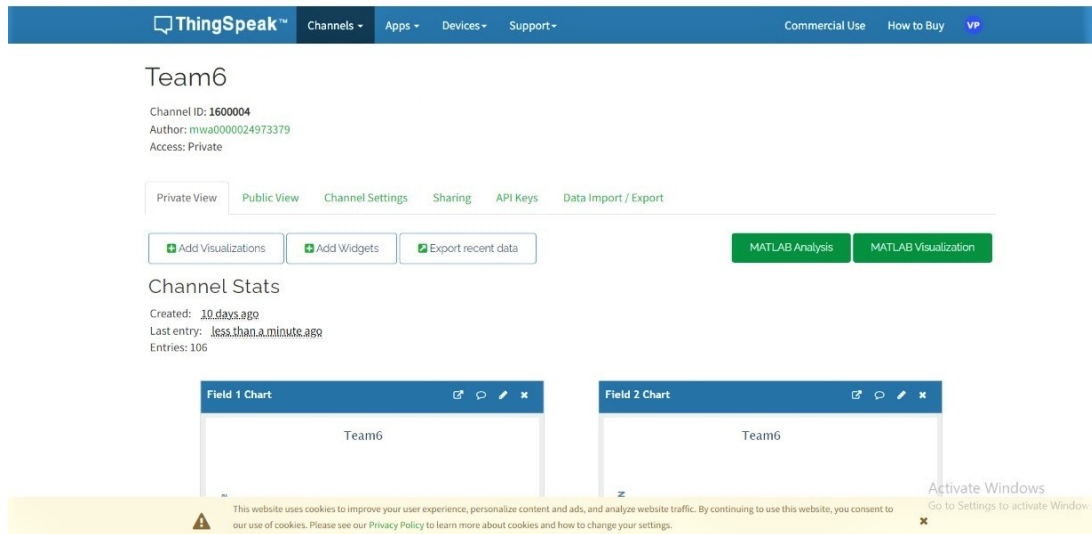 ThingSpeak™ Channels Apps Devices Support Commercial Use How to Buy VP
Team6
Channel ID: 1600004
Author: mwa0000024973379
Access: Private
Private View Public View Channel Settings Sharing API Keys Data Import / Export
Add Visualizations Add Widgets Export recent data MATLAB Analysis MATLAB Visualization
Channel Stats
Created: 10 days ago
Last entry: less than a minute ago
Entries: 106
Field 1 Chart Field 2 Chart
Team6 Team6
Activate Windows
Go to Settings to activate Window
This website uses cookies to improve your user experience, personalize content and ads, and analyze website traffic. By continuing to use this website, you consent to
our use of cookies. Please see our Privacy Policy to learn more about cookies and how to change your settings.